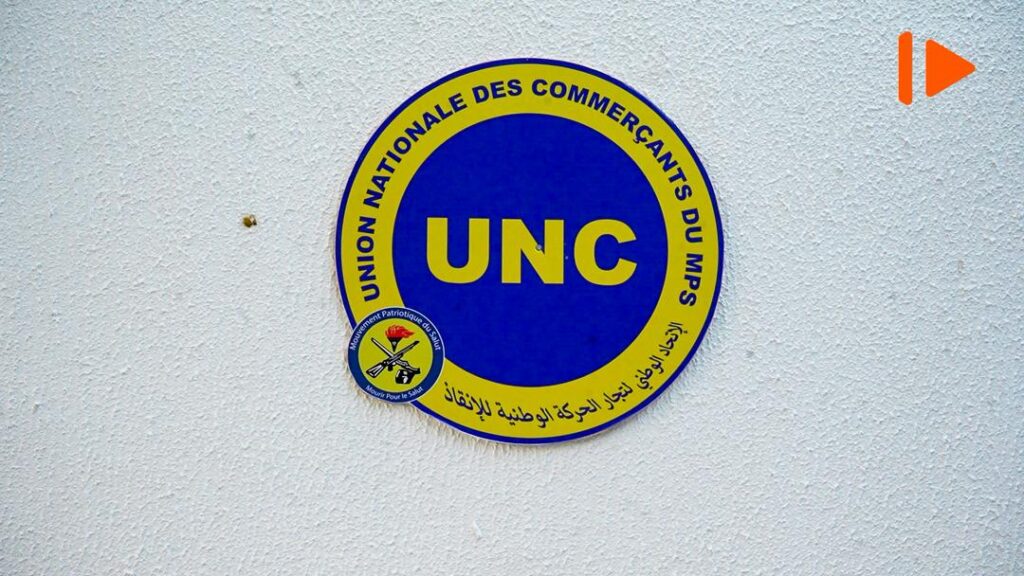 UNION NATIONALE DES COMMERÇANTS DU MPS
UNC
الإتحاد الوطني لتجار الحركة الوطنية للإنقاذ
Mouvement Patriotique du Salut
Mourir Pour le Salut